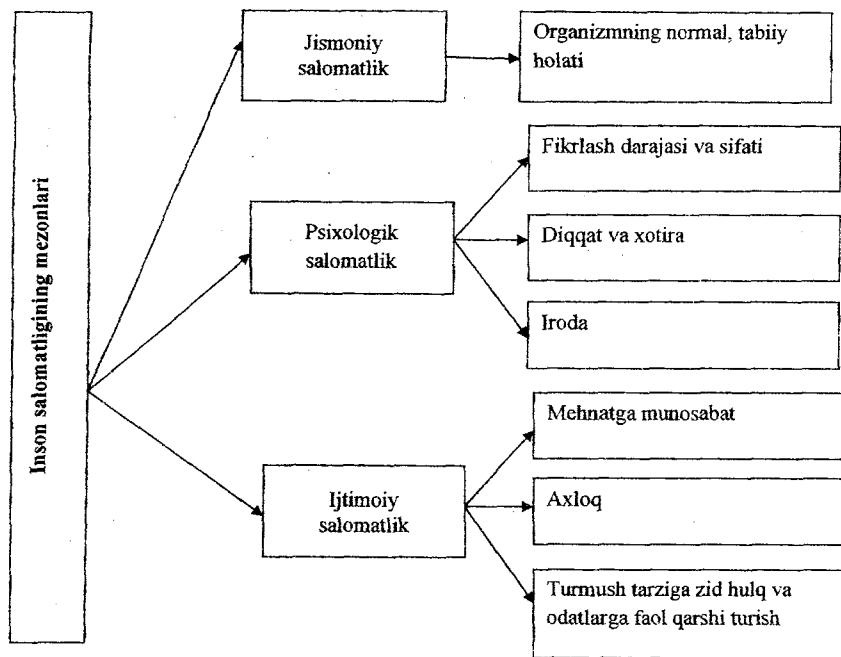 Inson salomatligining mezonlari
Jismoniy
salomatlik
Organizmning normal, tabiiy
holati
Psixologik
salomatlik
Fikrlash darajasi va sifati
Diqqat va xotira
Iroda
Ijtimoiy
salomatlik
Mehnatga munosabat
Axloq
Turmush tarziga zid hulq va
odatlarga faol qarshi turish